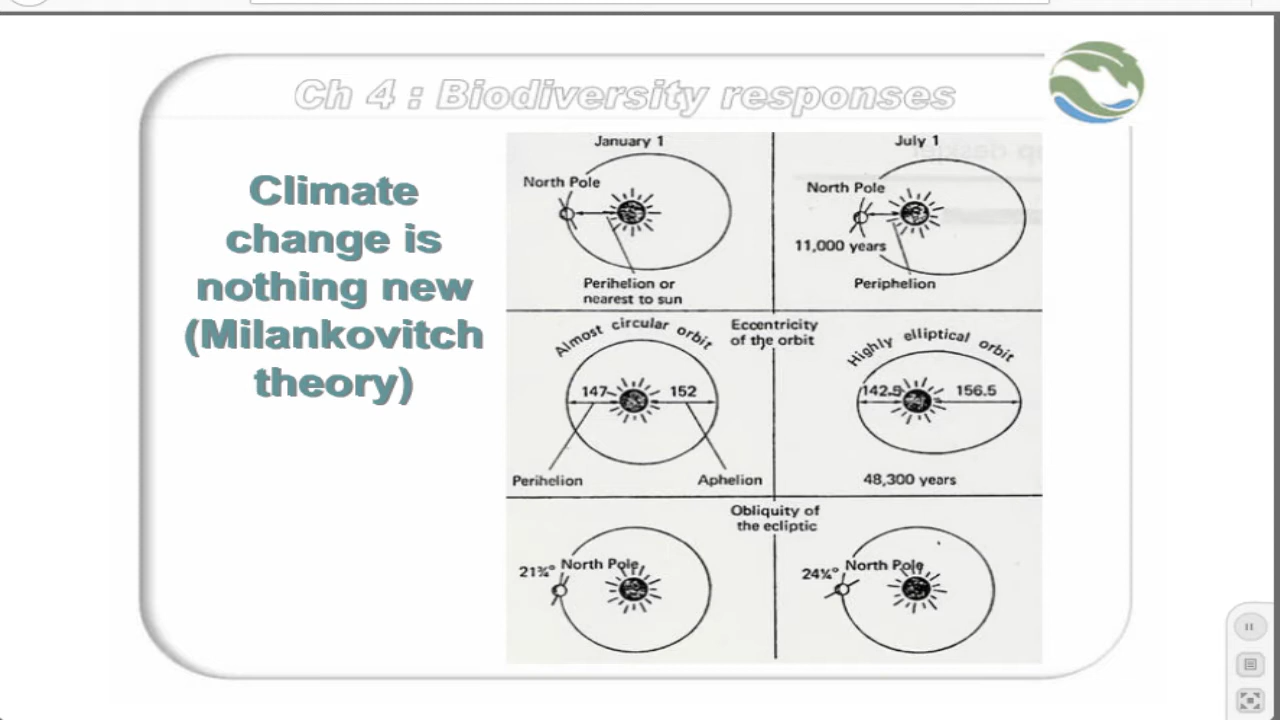 Ch 4 : Biodiversity responses
Climate
change is
nothing new
(Milankovitch
theory)
January 1
North Pole
Perihelion or
nearest to sun
July 1
North Pole
11,000 years
Periphelion
Eccentricity
of the orbit
Almost circular orbit
147
152
Perihelion
Aphelion
Highly elliptical orbit
142.5
156.5
48,300 years
Obliquity of
the ecliptic
21¾° North Pole
24¼° North Pole